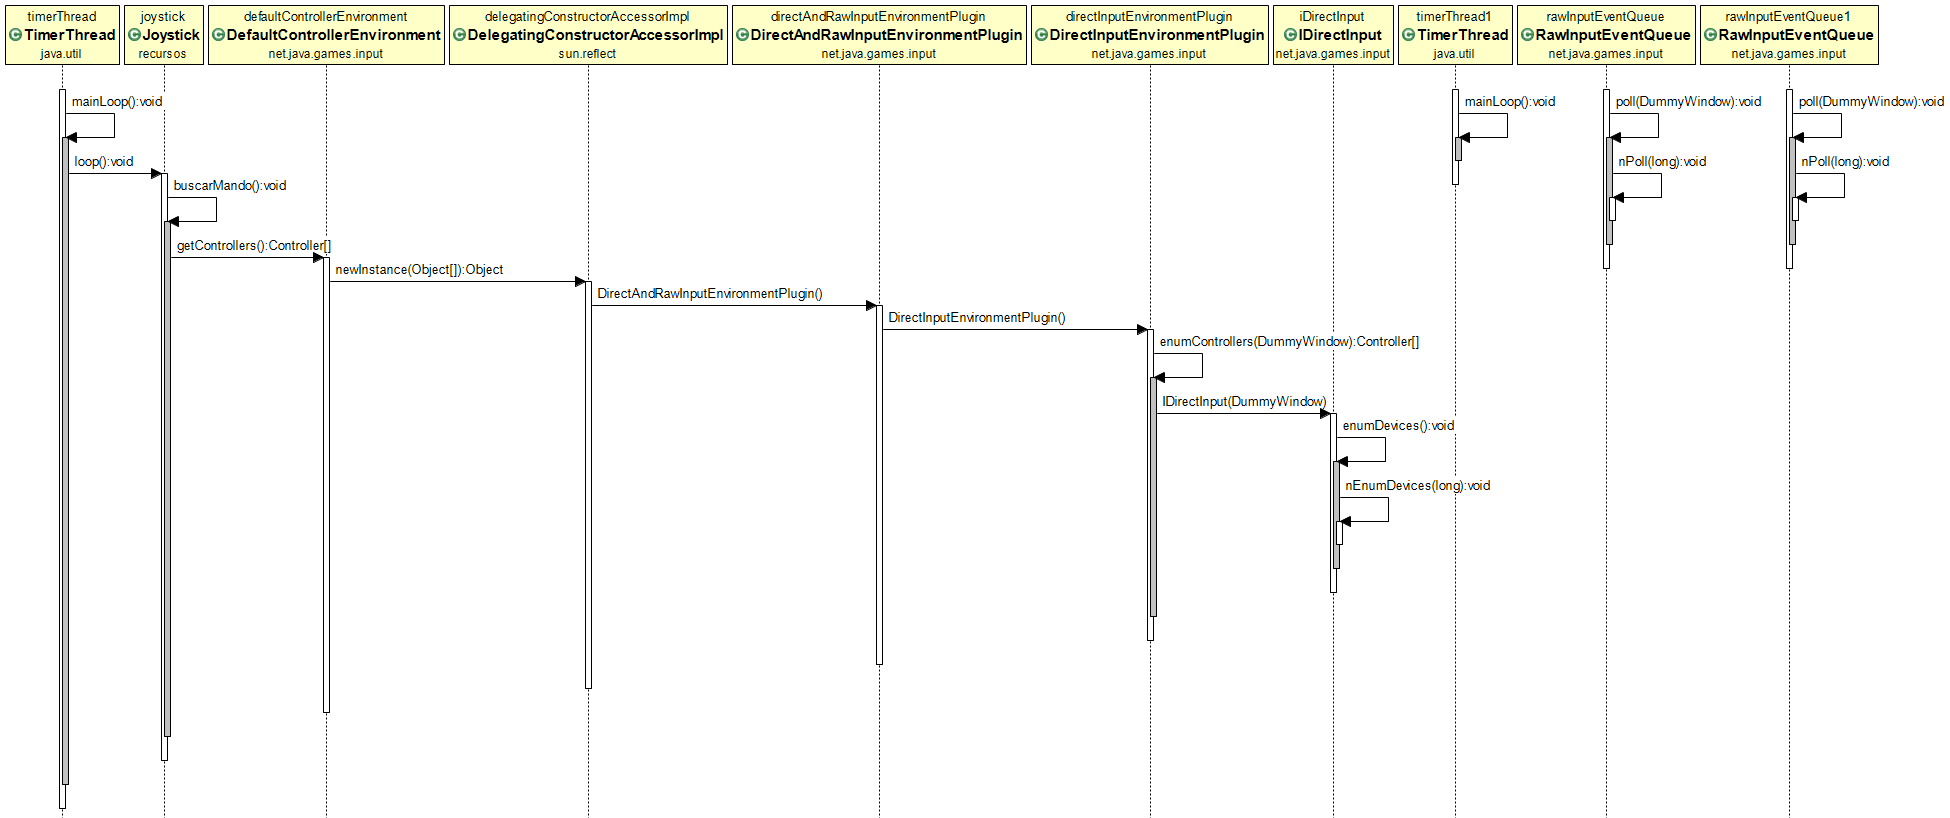 timerThread
TimerThread
java.util
joystick
Joystick
recursos
defaultControllerEnvironment
DefaultControllerEnvironment
net.java.games.input
delegatingConstructorAccessorImpl
DelegatingConstructorAccessorImpl
sun.reflect
directAndRawInputEnvironmentPlugin
DirectAndRawInputEnvironmentPlugin
net.java.games.input
directInputEnvironmentPlugin
DirectInputEnvironmentPlugin
net.java.games.input
iDirectInput
IDirectInput
net.java.games.input
timerThread1
TimerThread
java.util
rawInputEventQueue
RawInputEventQueue
net.java.games.input
rawInputEventQueue1
RawInputEventQueue
net.java.games.input
mainLoop():void
mainLoop():void
poll(DummyWindow):void
poll(DummyWindow):void
loop():void
nPoll(long):void
nPoll(long):void
buscarMando():void
getControllers():Controller[]
newInstance(Object[]):Object
DirectAndRawInputEnvironmentPlugin()
DirectInputEnvironmentPlugin()
enumControllers(DummyWindow):Controller[]
IDirectInput(DummyWindow)
enumDevices():void
nEnumDevices(long):void